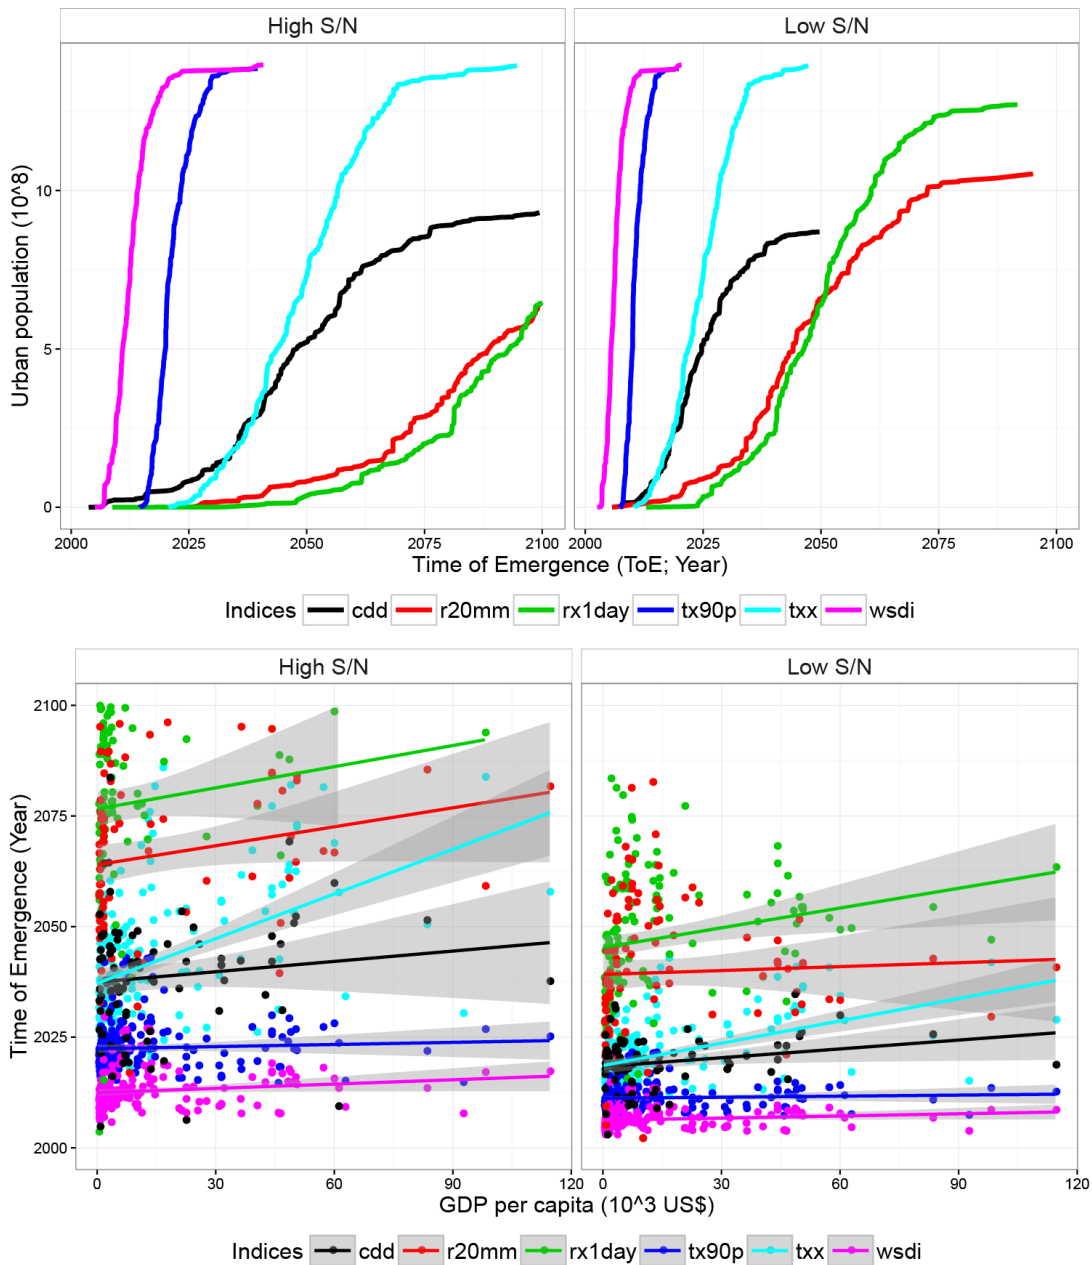 High S/N Low S/N
Urban population (10^8)
10
5
0
2000 2025 2050 2075 2100 2000 2025 2050 2075 2100
Time of Emergence (ToE; Year)
Indices cdd r20mm rx1day tx90p txx wsdi
High S/N Low S/N
Time of Emergence (Year)
2100
2075
2050
2025
2000
0 30 60 90 120 0 30 60 90 120
GDP per capita (10^3 US$)
Indices cdd r20mm rx1day tx90p txx wsdi